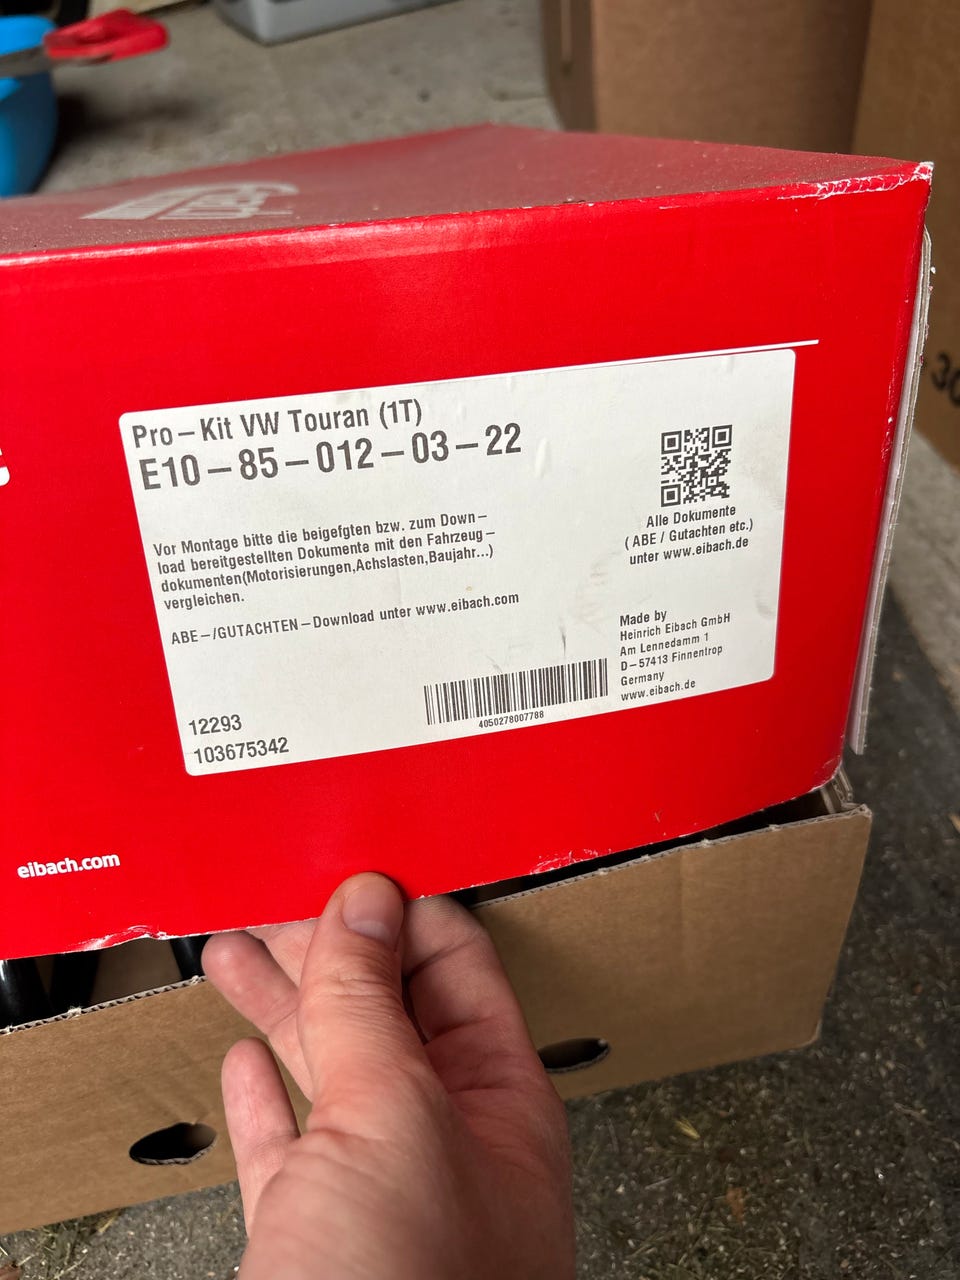 Pro-Kit VW Touran (1T)
E10-85-012-03-22
Vor Montage bitte die beigefgten bzw. zum Down-
load bereitgestellten Dokumente mit den Fahrzeug-
dokumenten(Motorisierungen,Achslasten,Baujahr...)
vergleichen.
ABE-/GUTACHTEN-Download unter www.eibach.com
Alle Dokumente
(ABE / Gutachten etc.)
unter www.eibach.de
Made by
Heinrich Eibach GmbH
Am Lennedamm 1
D-57413 Finnentrop
Germany
www.eibach.de
12293
103675342
4050278007788
eibach.com
30